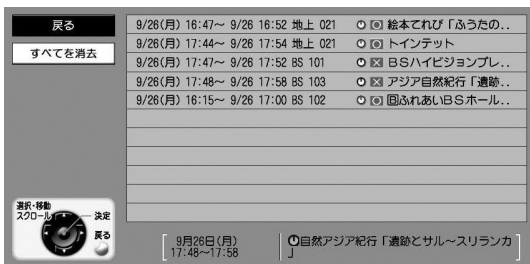 戻る
すべてを消去
9/26(月) 16:47～ 9/26 16:52 地上 021 絵本てれび「ふうたの..
9/26(月) 17:44～ 9/26 17:54 地上 021 トインテット
9/26(月) 17:47～ 9/26 17:52 BS 101 BSハイビジョンプレ..
9/26(月) 17:48～ 9/26 17:58 BS 103 アジア自然紀行「遺跡..
9/26(月) 16:15～ 9/26 17:00 BS 102 ふれあいBSホール..
選択・移動
スクロール
決定
戻る
9月26日(月)
17:48～17:58
自然アジア紀行「遺跡とサル～スリランカ
」